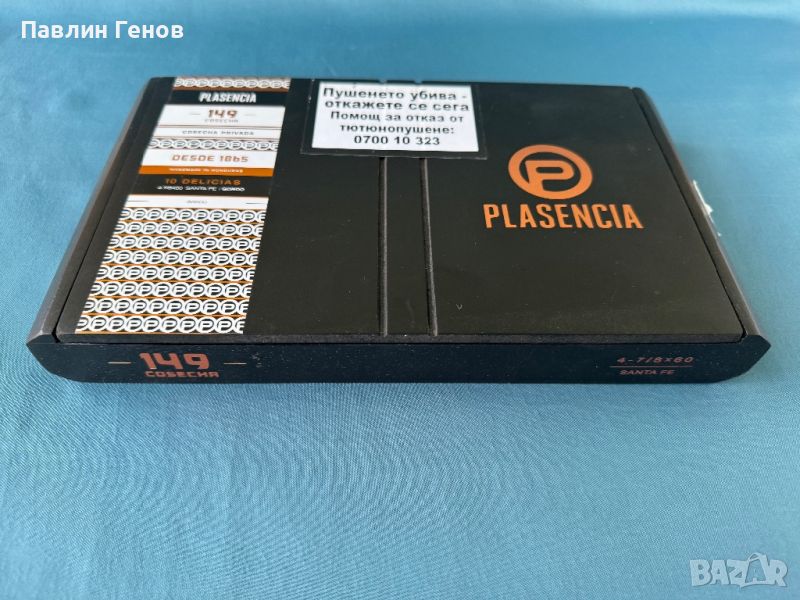 Павлин Генов
PLASENCIA
149
COSECHA
COSECHA PRIVADA
DESDE 1865
10 DELICIAS
Пушенето убива -
откажете се сега
Помощ за отказ от
тютюнопушене:
0700 10 323
PLASENCIA
149
COSECHA
4-7/8×60
SANTA FE
BAZAR